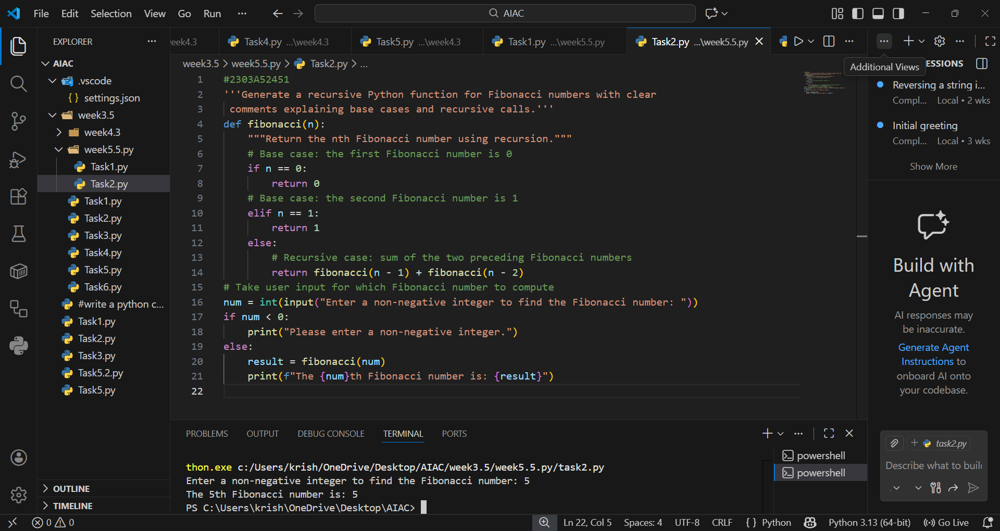 File Edit Selection View Go Run
AIAC
EXPLORER
eek4.3
Task4.py ...\week4.3
Task5.py ...\week4.3
Task1.py ...\week5.5.py
Task2.py ...\week5.5.py
Additional Views
ESSIONS
AIAC
.vscode
{ } settings.json
week3.5
week4.3
week5.5.py
Task1.py
Task2.py
Task1.py
Task2.py
Task3.py
Task4.py
Task5.py
Task6.py
#write a python c...
Task1.py
Task2.py
Task3.py
Task5.2.py
Task5.py
OUTLINE
TIMELINE
week3.5 > week5.5.py > Task2.py > ...
1 #2303A52451
2 '''Generate a recursive Python function for Fibonacci numbers with clear
3 comments explaining base cases and recursive calls.'''
4 def fibonacci(n):
5 """Return the nth Fibonacci number using recursion."""
6 # Base case: the first Fibonacci number is 0
7 if n == 0:
8 return 0
9 # Base case: the second Fibonacci number is 1
10 elif n == 1:
11 return 1
12 else:
13 # Recursive case: sum of the two preceding Fibonacci numbers
14 return fibonacci(n - 1) + fibonacci(n - 2)
15 # Take user input for which Fibonacci number to compute
16 num = int(input("Enter a non-negative integer to find the Fibonacci number: "))
17 if num < 0:
18 print("Please enter a non-negative integer.")
19 else:
20 result = fibonacci(num)
21 print(f"The {num}th Fibonacci number is: {result}")
22
PROBLEMS OUTPUT DEBUG CONSOLE TERMINAL PORTS
thon.exe c:/Users/krish/OneDrive/Desktop/AIAC/week3.5/week5.5.py/task2.py
Enter a non-negative integer to find the Fibonacci number: 5
The 5th Fibonacci number is: 5
PS C:\Users\krish\OneDrive\Desktop\AIAC>
powershell
powershell
Reversing a string i...
Compl... Local • 2 wks
Initial greeting
Compl... Local • 3 wks
Show More
Build with
Agent
AI responses may
be inaccurate.
Generate Agent
Instructions to
onboard AI onto
your codebase.
task2.py
Describe what to buil
0 0
Ln 22, Col 5 Spaces: 4 UTF-8 CRLF { } Python Python 3.13 (64-bit) Go Live